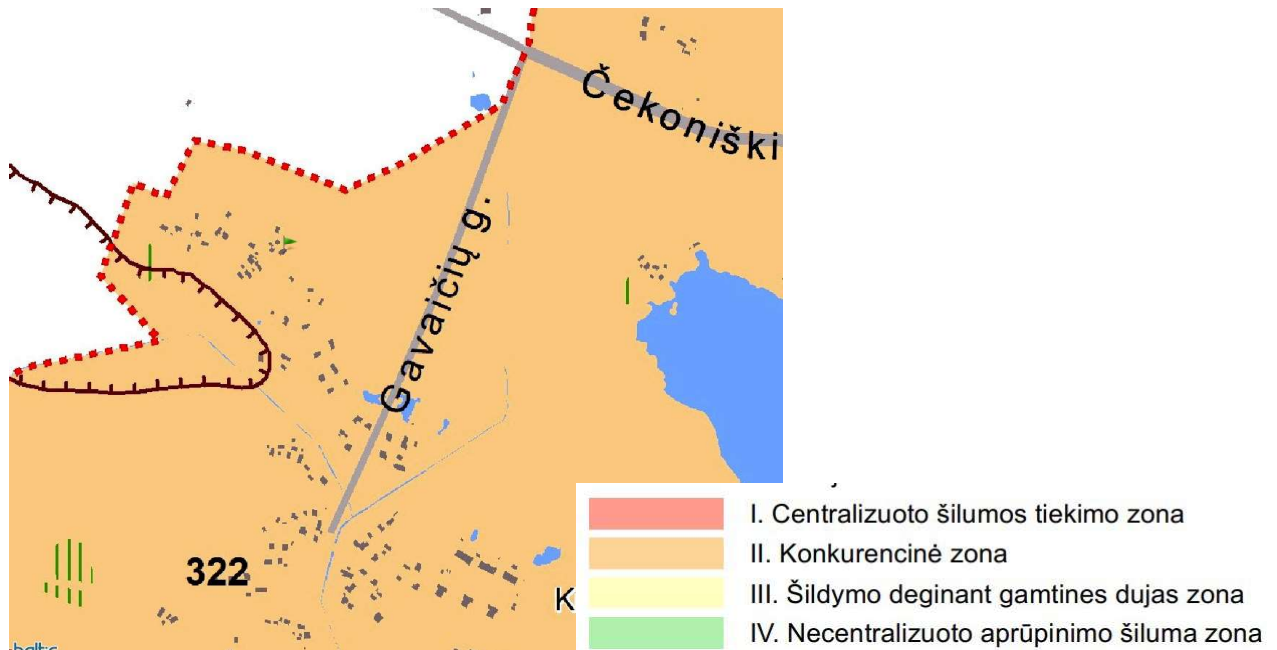 Čekoniški
Gavaičių g.
322
K
I. Centralizuoto šilumos tiekimo zona
II. Konkurencinė zona
III. Šildymo deginant gamtines dujas zona
IV. Necentralizuoto aprūpinimo šiluma zona